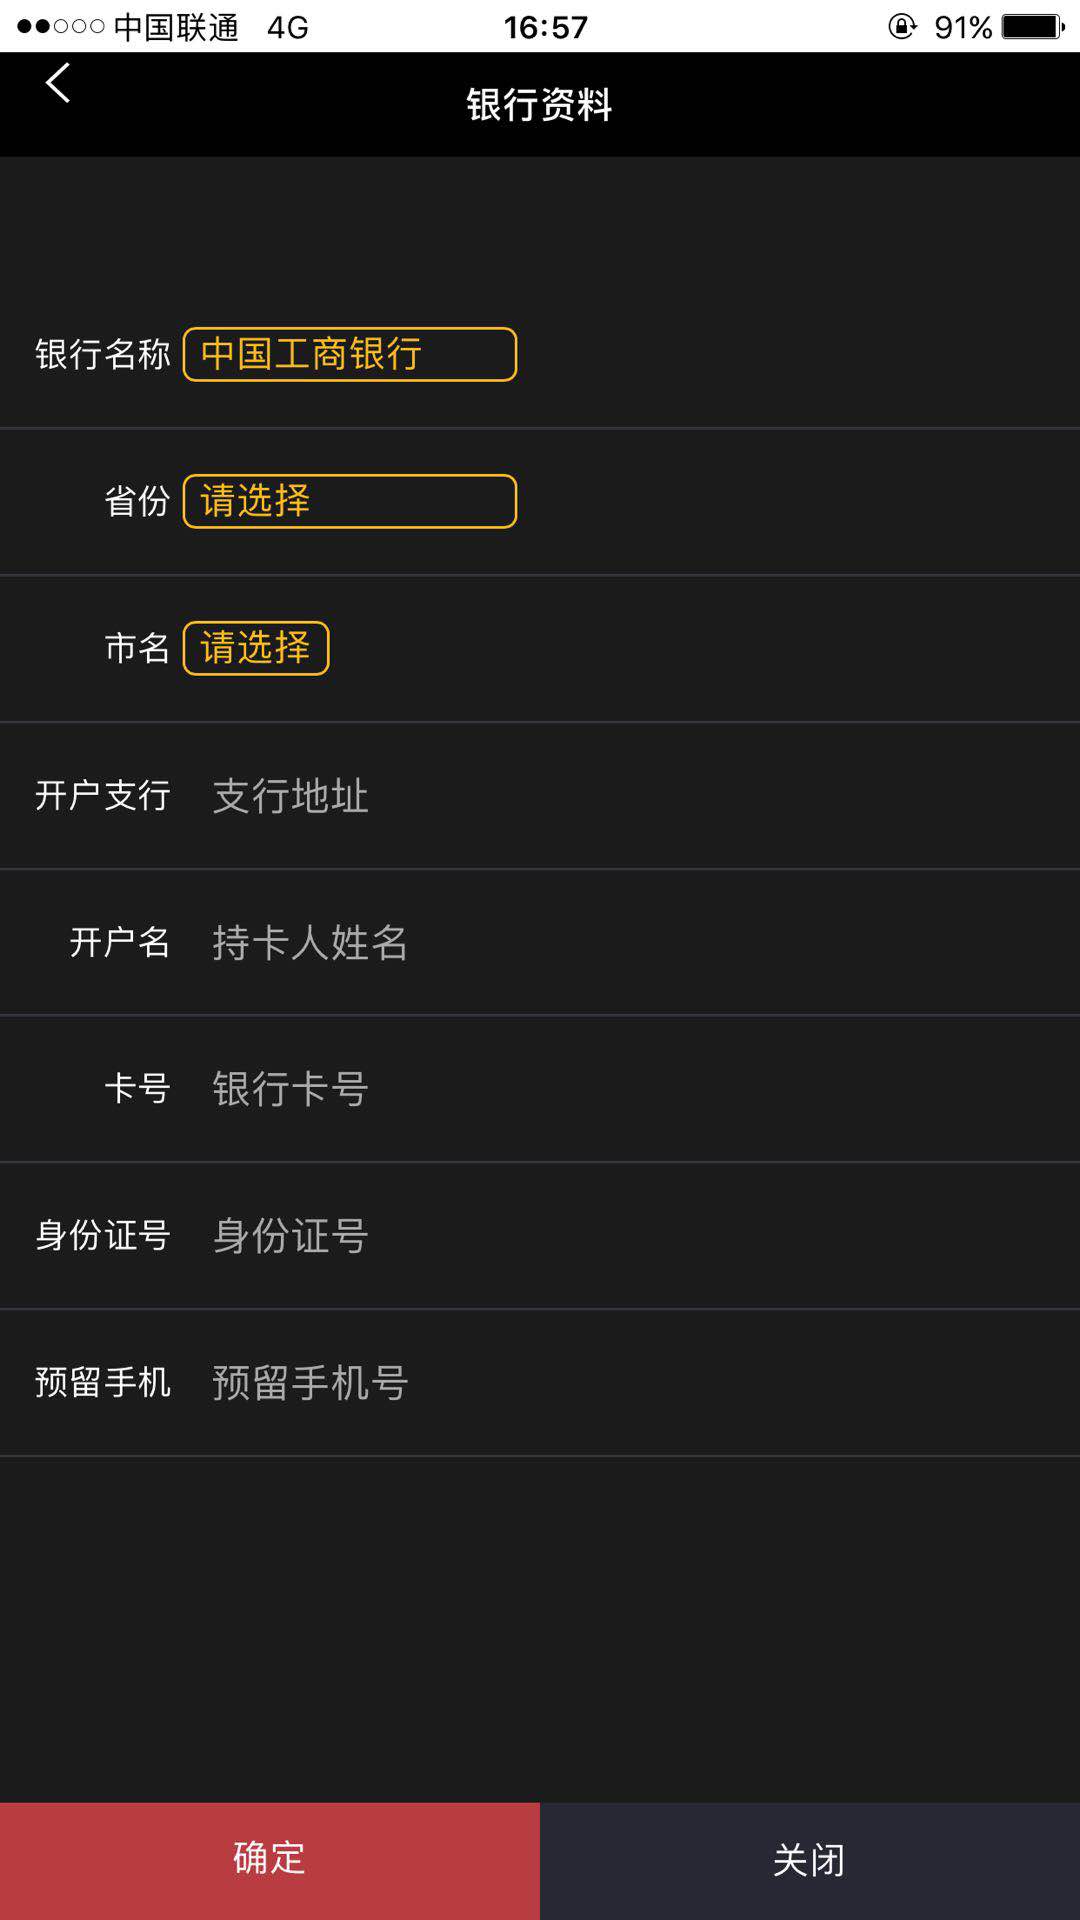 中国联通 4G 16:57 91%
银行资料
银行名称 中国工商银行
省份 请选择
市名 请选择
开户支行 支行地址
开户名 持卡人姓名
卡号 银行卡号
身份证号 身份证号
预留手机 预留手机号
确定 关闭